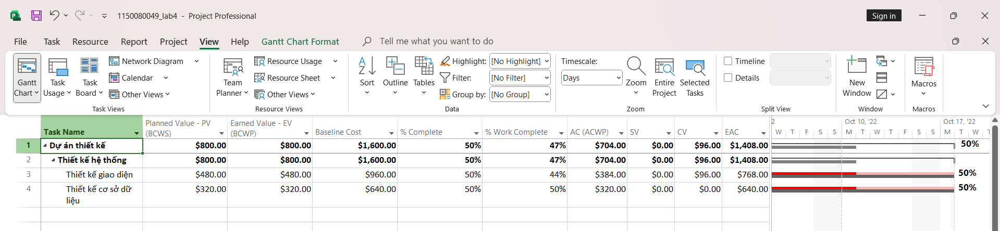 1150080049_lab4 - Project Professional
Sign in
File Task Resource Report Project View Help Gantt Chart Format Tell me what you want to do
Gantt Chart
Task Usage
Task Board
Network Diagram
Calendar
Other Views
Task Views
Team Planner
Resource Usage
Resource Sheet
Other Views
Resource Views
Sort
Outline
Tables
Highlight: [No Highlight]
Filter: [No Filter]
Group by: [No Group]
Data
Timescale:
Days
Zoom
Entire Project
Selected Tasks
Zoom
Timeline
Details
Split View
New Window
Window
Macros
Macros
Task Name Planned Value - PV (BCWS) Earned Value - EV (BCWP) Baseline Cost % Complete % Work Complete AC (ACWP) SV CV EAC
2 Oct 10, '22 Oct 17, '22
W T F S S M T W T F S S M T W T
1 Dự án thiết kế $800.00 $800.00 $1,600.00 50% 47% $704.00 $0.00 $96.00 $1,408.00 50%
2 Thiết kế hệ thống $800.00 $800.00 $1,600.00 50% 47% $704.00 $0.00 $96.00 $1,408.00
3 Thiết kế giao diện $480.00 $480.00 $960.00 50% 44% $384.00 $0.00 $96.00 $768.00 50%
4 Thiết kế cơ sở dữ liệu $320.00 $320.00 $640.00 50% 50% $320.00 $0.00 $0.00 $640.00 50%